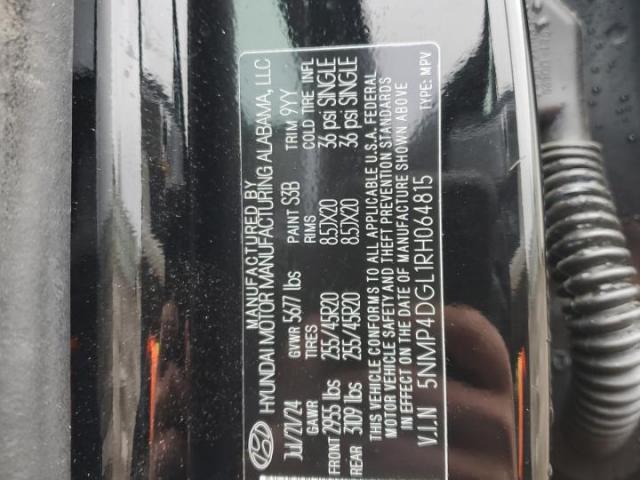 MANUFACTURED BY
HYUNDAI MOTOR MANUFACTURING ALABAMA, LLC
Jul/21/24 GVWR 5677 lbs PAINT S3B TRIM 9YY
GAWR TIRES RIMS COLD TIRE INFL
FRONT 2955 lbs 255/45R20 8.5JX20 36 psi SINGLE
REAR 3109 lbs 255/45R20 8.5JX20 36 psi SINGLE
THIS VEHICLE CONFORMS TO ALL APPLICABLE U.S.A. FEDERAL
MOTOR VEHICLE SAFETY AND THEFT PREVENTION STANDARDS
IN EFFECT ON THE DATE OF MANUFACTURE SHOWN ABOVE
V.I.N 5NMP4DGL1RH064815 TYPE: MPV